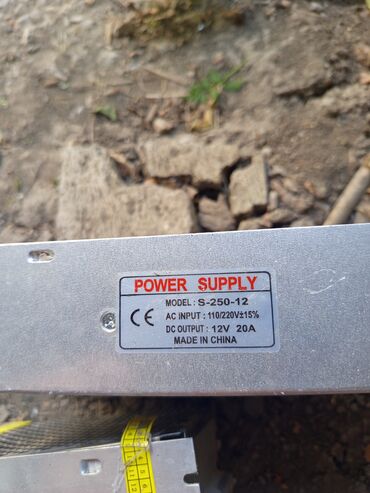 POWER SUPPLY
MODEL : S-250-12
CE
AC INPUT : 110/220V±15%
DC OUTPUT : 12V 20A
MADE IN CHINA